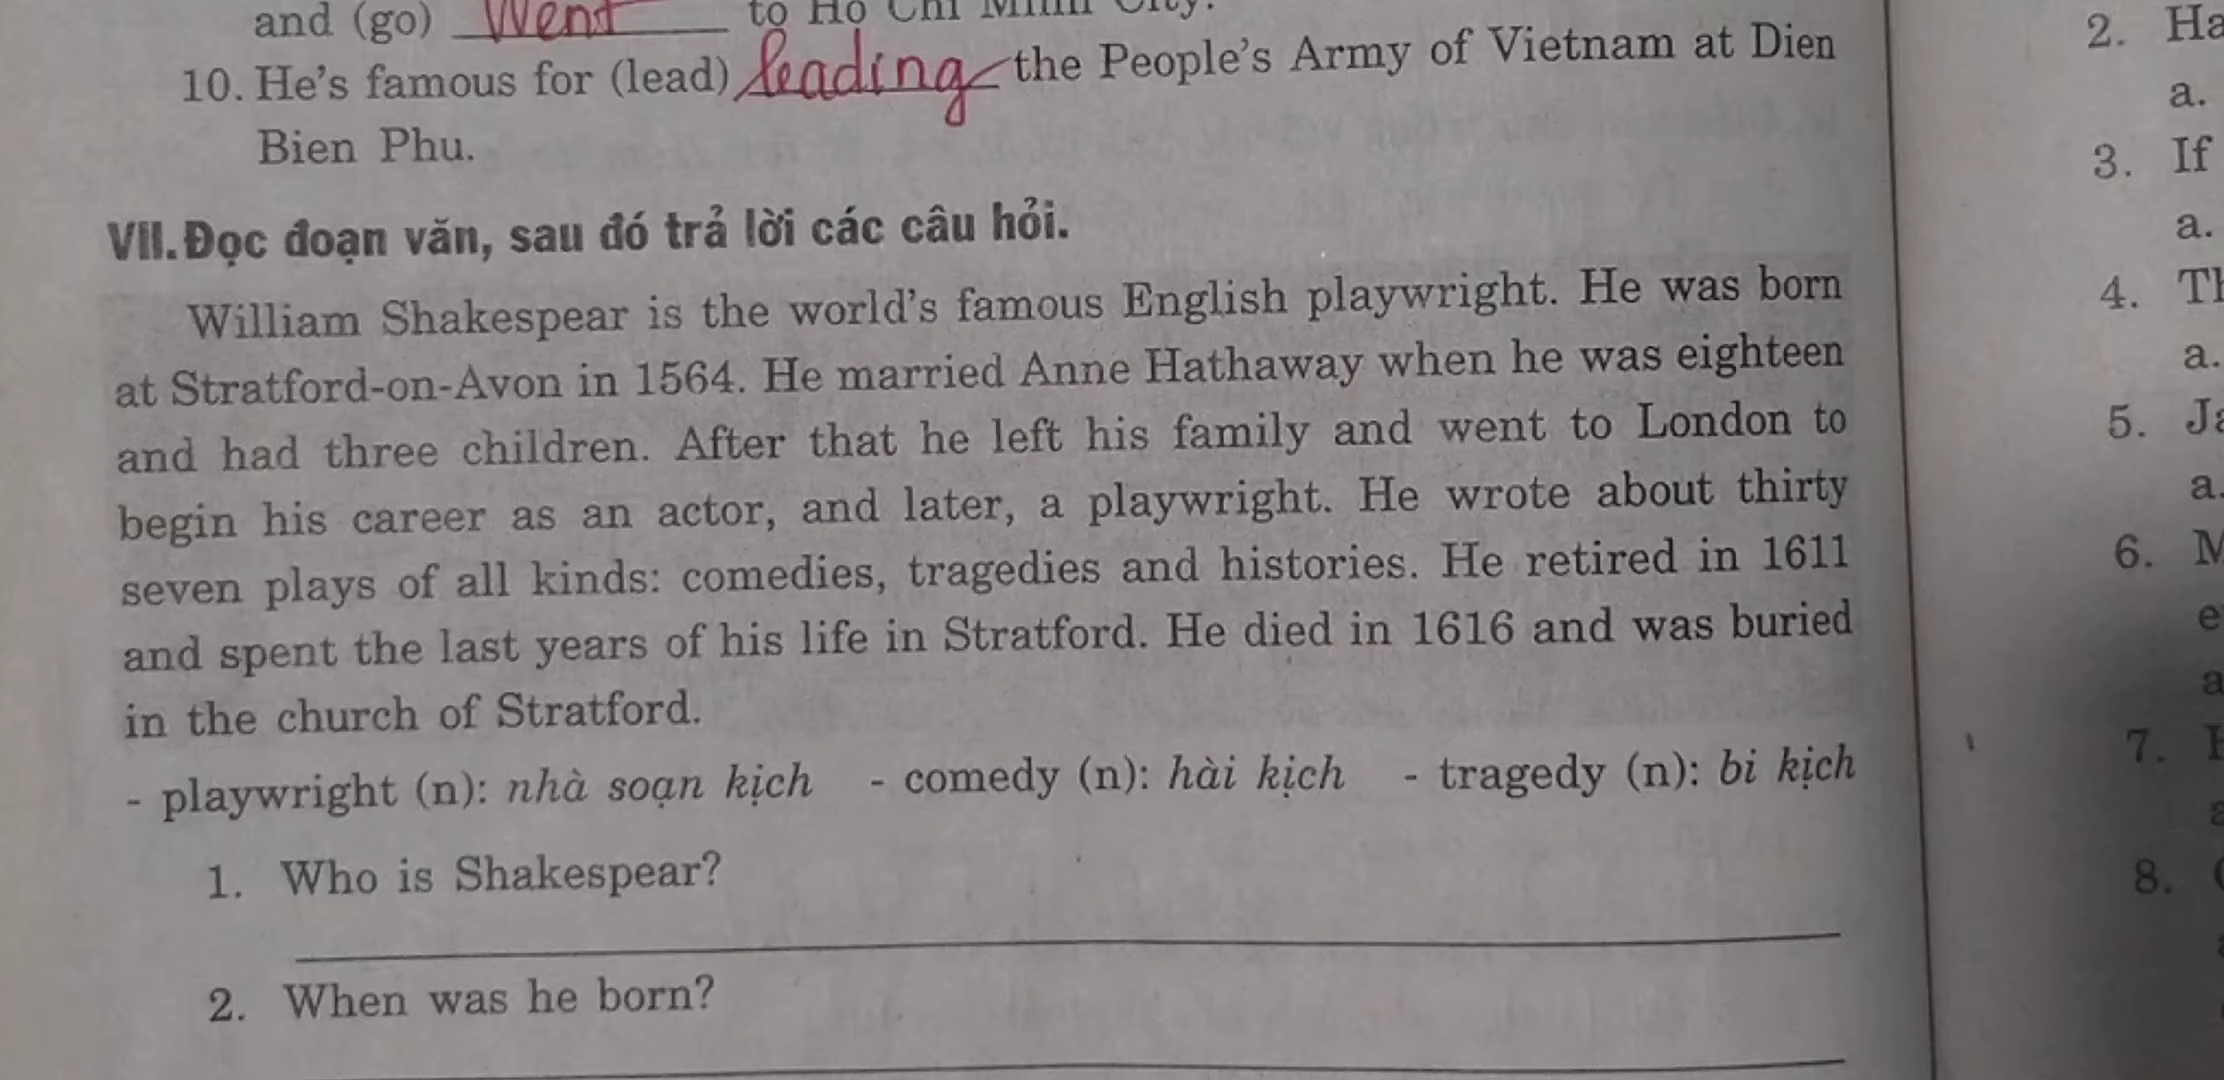 and (go) Went to Ho Chi Minh City.
10. He's famous for (lead) leading the People's Army of Vietnam at Dien
Bien Phu.
VII. Đọc đoạn văn, sau đó trả lời các câu hỏi.
William Shakespear is the world's famous English playwright. He was born
at Stratford-on-Avon in 1564. He married Anne Hathaway when he was eighteen
and had three children. After that he left his family and went to London to
begin his career as an actor, and later, a playwright. He wrote about thirty
seven plays of all kinds: comedies, tragedies and histories. He retired in 1611
and spent the last years of his life in Stratford. He died in 1616 and was buried
in the church of Stratford.
- playwright (n): nhà soạn kịch - comedy (n): hài kịch - tragedy (n): bi kịch
1. Who is Shakespear?
2. When was he born?
2. Ha
a.
3. If
a.
4. Th
a.
5. Ja
a.
6.
a
7.
8.